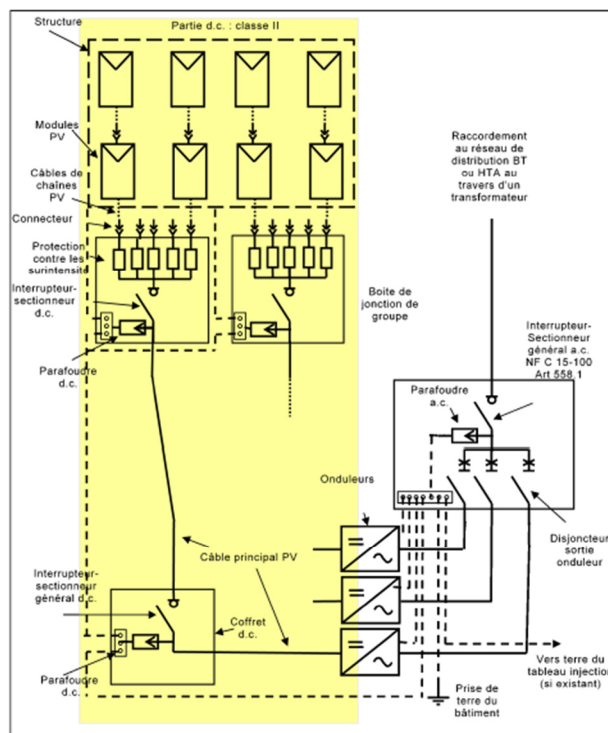 Structure
Partie d.c. : classe II
Modules
PV
Câbles de
chaînes
PV
Connecteur
Protection
contre les
surintensité
Interrupteur-
sectionneur
d.c.
Parafoudre
d.c.
Raccordement
au réseau de
distribution BT
ou HTA au
travers d'un
transformateur
Boite de
jonction de
groupe
Interrupteur-
Sectionneur
général a.c.
NF C 15-100
Art 558.1
Parafoudre
a.c.
Onduleurs
Disjoncteur
sortie
onduleur
Câble principal PV
Interrupteur-
sectionneur
général d.c.
Coffret
d.c.
Parafoudre
d.c.
Prise de
terre du
bâtiment
Vers terre du
tableau injection
(si existant)